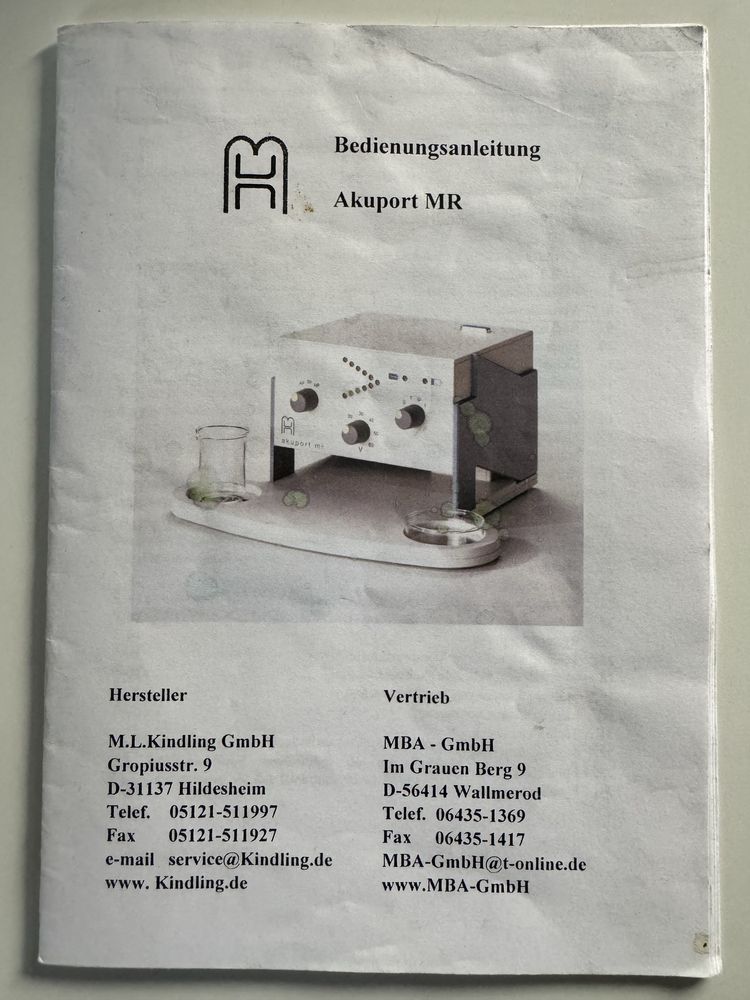 Bedienungsanleitung
Akuport MR
akuport mr
V
Hersteller
M.L.Kindling GmbH
Gropiusstr. 9
D-31137 Hildesheim
Telef. 05121-511997
Fax 05121-511927
e-mail service@Kindling.de
www. Kindling.de
Vertrieb
MBA - GmbH
Im Grauen Berg 9
D-56414 Wallmerod
Telef. 06435-1369
Fax 06435-1417
MBA-GmbH@t-online.de
www.MBA-GmbH